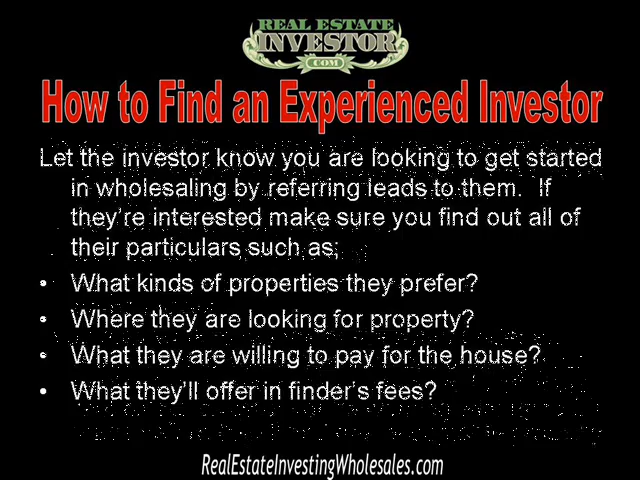 REAL ESTATE
INVESTOR
COM
How to Find an Experienced Investor
Let the investor know you are looking to get started
in wholesaling by referring leads to them. If
they're interested make sure you find out all of
their particulars such as;
• What kinds of properties they prefer?
• Where they are looking for property?
• What they are willing to pay for the house?
• What they'll offer in finder's fees?
RealEstateInvestingWholesales.com